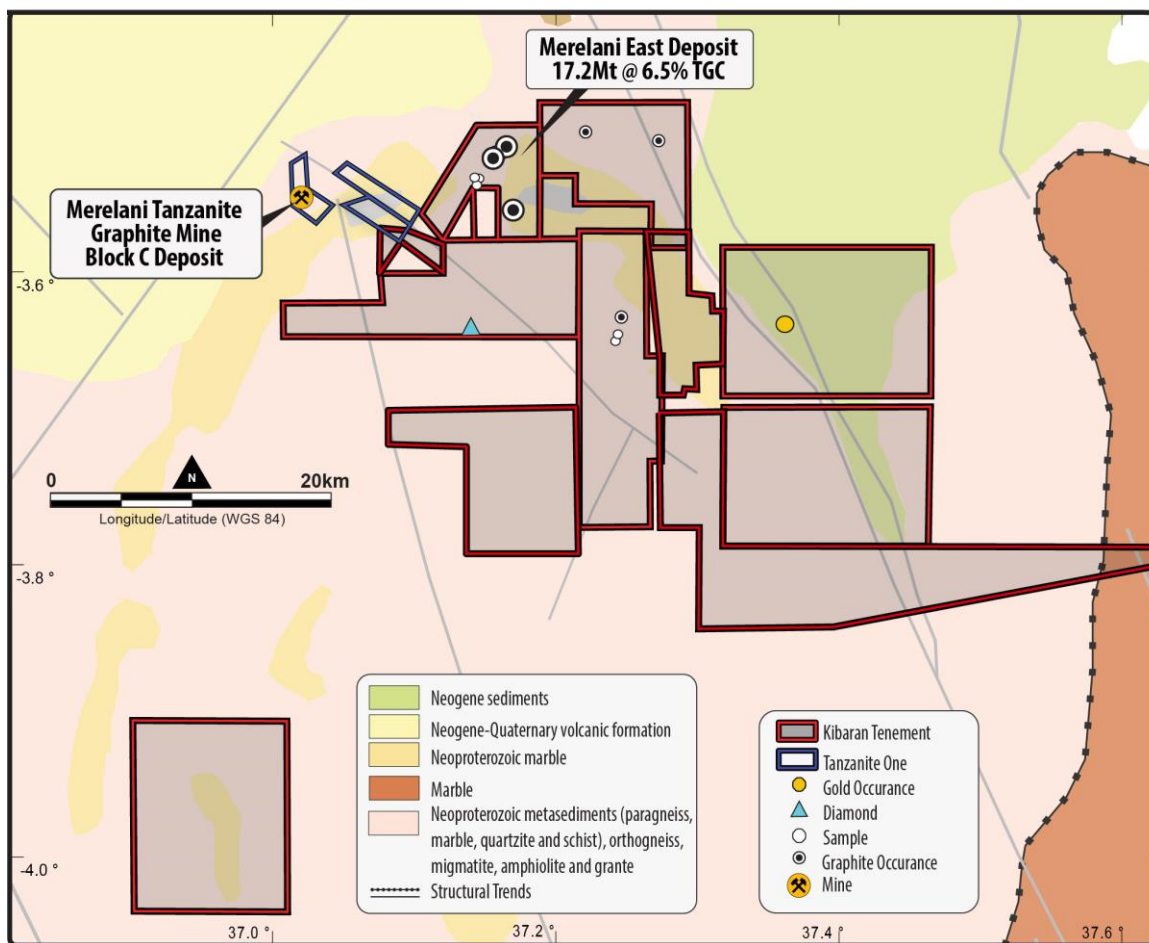 Merelani East Deposit
17.2Mt @ 6.5% TGC
Merelani Tanzanite
Graphite Mine
Block C Deposit
-3.6 °
0
20km
N
Longitude/Latitude (WGS 84)
-3.8 °
Neogene sediments
Neogene-Quaternary volcanic formation
Neoproterozoic marble
Marble
Neoproterozoic metasediments (paragneiss,
marble, quartzite and schist), orthogneiss,
migmatite, amphiolite and grante
Structural Trends
Kibaran Tenement
Tanzanite One
Gold Occurance
Diamond
Sample
Graphite Occurance
Mine
-4.0 °
37.0 °
37.2 °
37.4 °
37.6 °